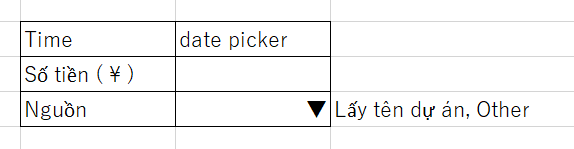 Time date picker
Số tiền (¥)
Nguồn ▼ Lấy tên dự án, Other